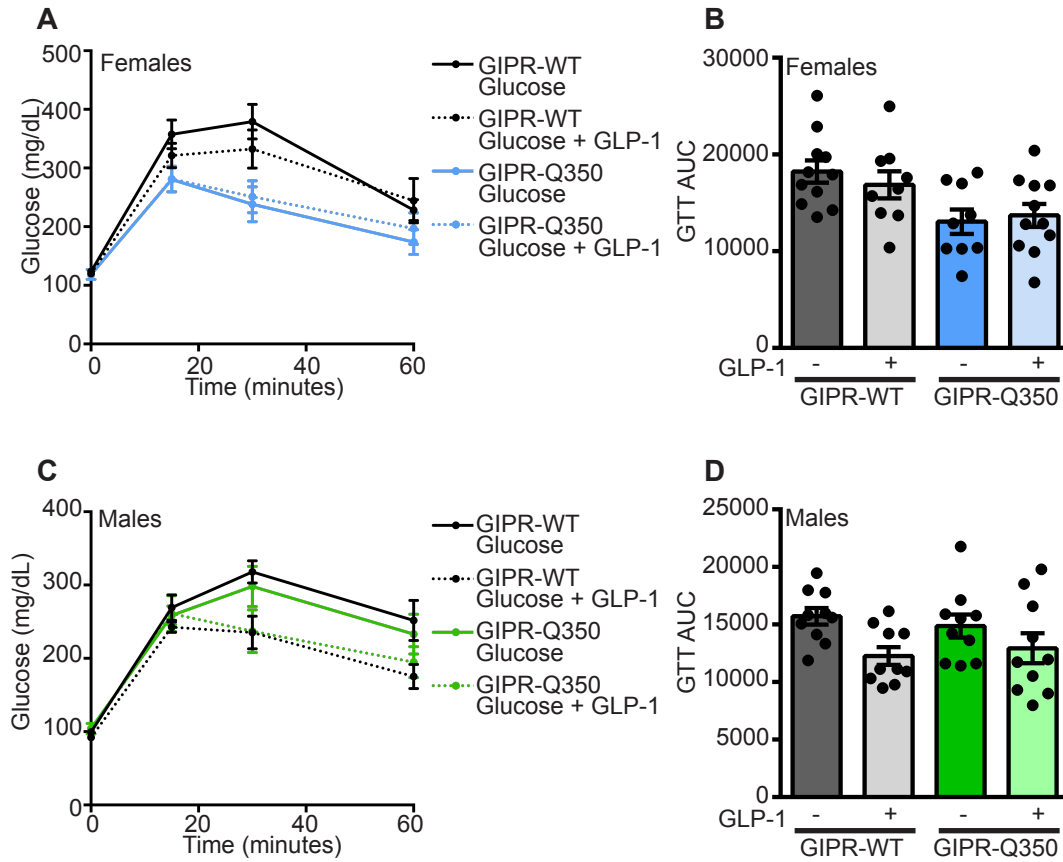 A
Females
Glucose (mg/dL)
500
400
300
200
100
0
0
20
40
60
Time (minutes)
GIPR-WT
Glucose
GIPR-WT
Glucose + GLP-1
GIPR-Q350
Glucose
GIPR-Q350
Glucose + GLP-1
B
Females
GTT AUC
30000
20000
10000
0
GLP-1 - + - +
GIPR-WT GIPR-Q350
C
Males
Glucose (mg/dL)
400
300
200
100
0
0
20
40
60
Time (minutes)
GIPR-WT
Glucose
GIPR-WT
Glucose + GLP-1
GIPR-Q350
Glucose
GIPR-Q350
Glucose + GLP-1
D
Males
GTT AUC
25000
20000
15000
10000
5000
0
GLP-1 - + - +
GIPR-WT GIPR-Q350